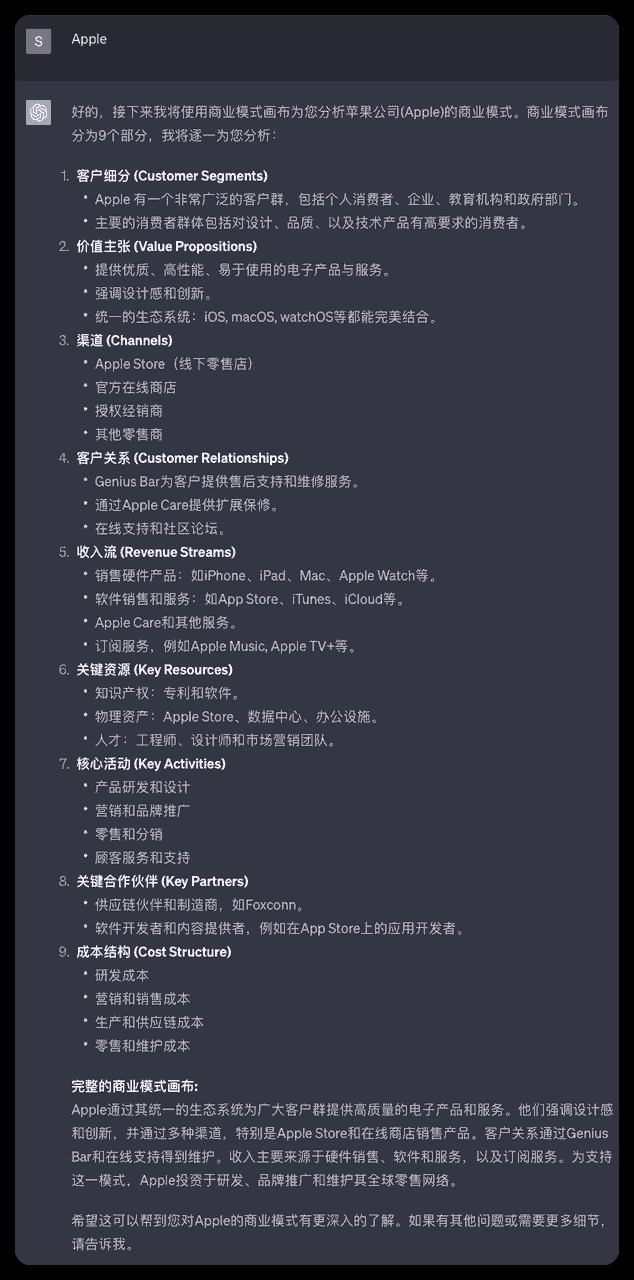 S
Apple
好的，接下来我将使用商业模式画布为您分析苹果公司(Apple)的商业模式。商业模式画布
分为9个部分，我将逐一为您分析：
1. 客户细分 (Customer Segments)
• Apple 有一个非常广泛的客户群，包括个人消费者、企业、教育机构和政府部门。
• 主要的消费者群体包括对设计、品质、以及技术产品有高要求的消费者。
2. 价值主张 (Value Propositions)
• 提供优质、高性能、易于使用的电子产品与服务。
• 强调设计感和创新。
• 统一的生态系统：iOS, macOS, watchOS等都能完美结合。
3. 渠道 (Channels)
• Apple Store（线下零售店）
• 官方在线商店
• 授权经销商
• 其他零售商
4. 客户关系 (Customer Relationships)
• Genius Bar为客户提供售后支持和维修服务。
• 通过Apple Care提供扩展保修。
• 在线支持和社区论坛。
5. 收入流 (Revenue Streams)
• 销售硬件产品：如iPhone、iPad、Mac、Apple Watch等。
• 软件销售和服务：如App Store、iTunes、iCloud等。
• Apple Care和其他服务。
• 订阅服务，例如Apple Music, Apple TV+等。
6. 关键资源 (Key Resources)
• 知识产权：专利和软件。
• 物理资产：Apple Store、数据中心、办公设施。
• 人才：工程师、设计师和市场营销团队。
7. 核心活动 (Key Activities)
• 产品研发和设计
• 营销和品牌推广
• 零售和分销
• 顾客服务和支持
8. 关键合作伙伴 (Key Partners)
• 供应链伙伴和制造商，如Foxconn。
• 软件开发者和内容提供者，例如在App Store上的应用开发者。
9. 成本结构 (Cost Structure)
• 研发成本
• 营销和销售成本
• 生产和供应链成本
• 零售和维护成本
完整的商业模式画布:
Apple通过其统一的生态系统为广大客户群提供高质量的电子产品和服务。他们强调设计感
和创新，并通过多种渠道，特别是Apple Store和在线商店销售产品。客户关系通过Genius
Bar和在线支持得到维护。收入主要来源于硬件销售、软件和服务，以及订阅服务。为支持
这一模式，Apple投资于研发、品牌推广和维护其全球零售网络。
希望这可以帮到您对Apple的商业模式有更深入的了解。如果有其他问题或需要更多细节，
请告诉我。